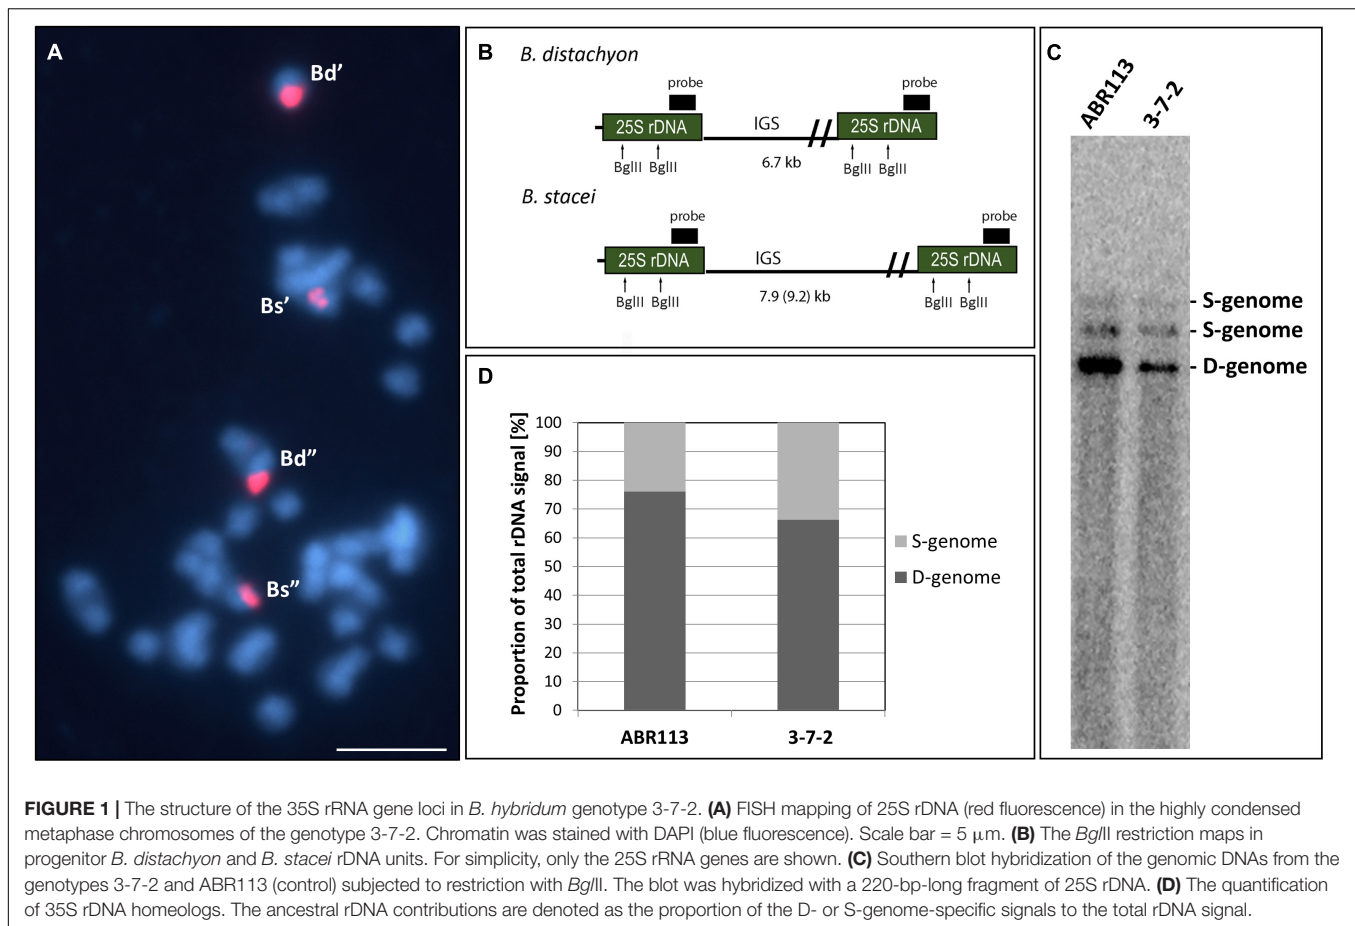 A
Bd’
Bs’
Bd”
Bs”
B
B. distachyon
probe
probe
25S rDNA
IGS
25S rDNA
BglII
BglII
6.7 kb
BglII
BglII
B. stacei
probe
probe
25S rDNA
IGS
25S rDNA
BglII
BglII
7.9 (9.2) kb
BglII
BglII
C
ABR113
3-7-2
- S-genome
- S-genome
- D-genome
D
Proportion of total rDNA signal [%]
100
90
80
70
60
50
40
30
20
10
0
ABR113
3-7-2
S-genome
D-genome
FIGURE 1 | The structure of the 35S rRNA gene loci in B. hybridum genotype 3-7-2. (A) FISH mapping of 25S rDNA (red fluorescence) in the highly condensed
metaphase chromosomes of the genotype 3-7-2. Chromatin was stained with DAPI (blue fluorescence). Scale bar = 5 μm. (B) The BglII restriction maps in
progenitor B. distachyon and B. stacei rDNA units. For simplicity, only the 25S rRNA genes are shown. (C) Southern blot hybridization of the genomic DNAs from the
genotypes 3-7-2 and ABR113 (control) subjected to restriction with BglII. The blot was hybridized with a 220-bp-long fragment of 25S rDNA. (D) The quantification
of 35S rDNA homeologs. The ancestral rDNA contributions are denoted as the proportion of the D- or S-genome-specific signals to the total rDNA signal.